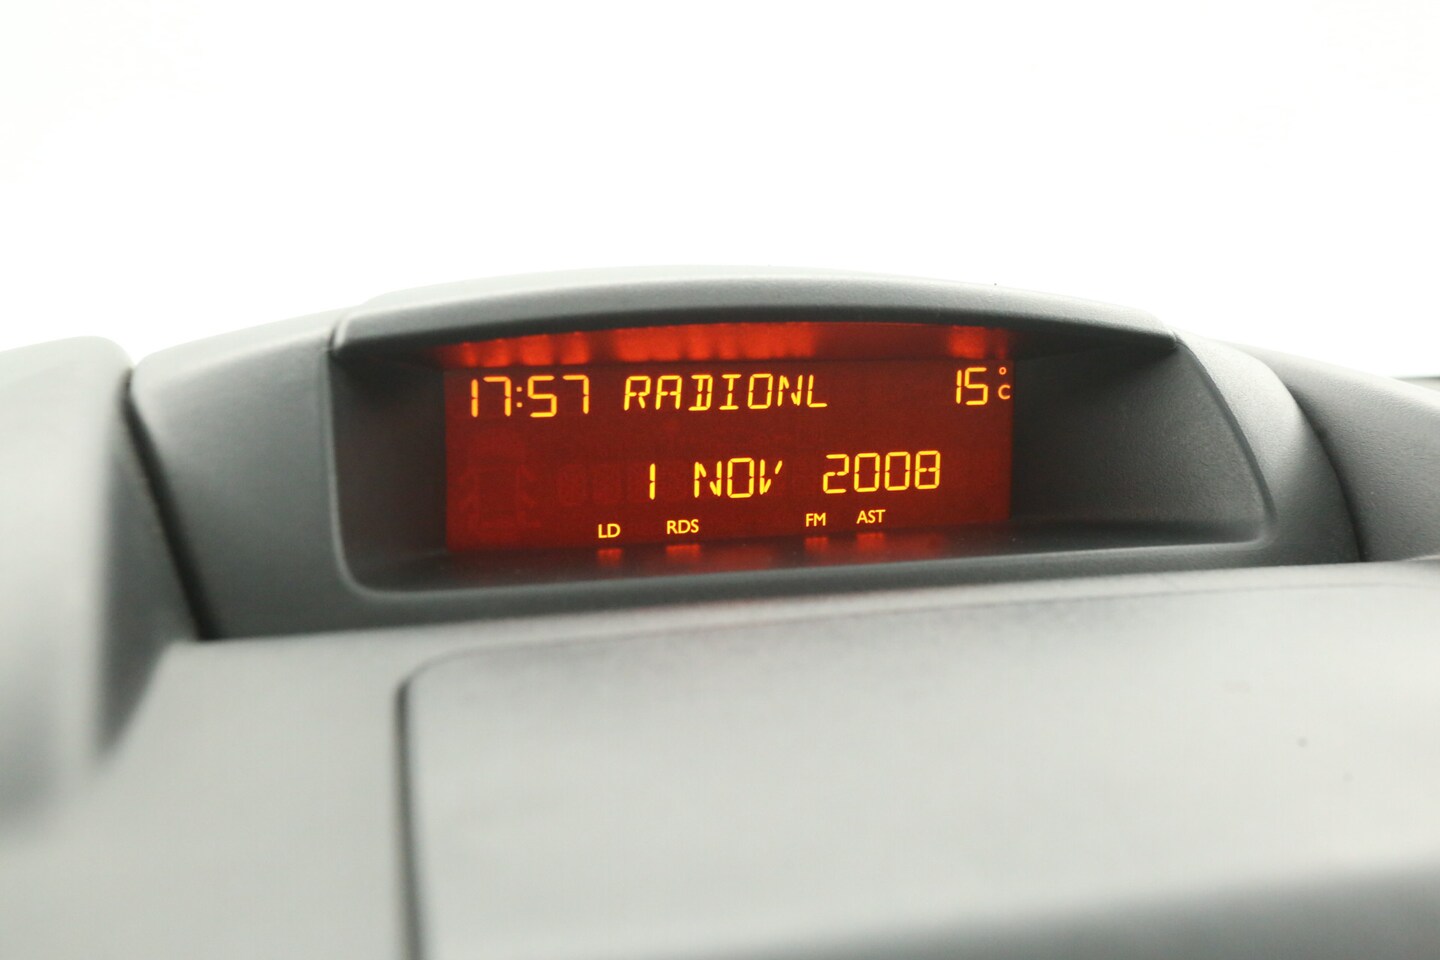 17:57 RADIONL 15°C
1 NOV 2008
LD RDS FM AST